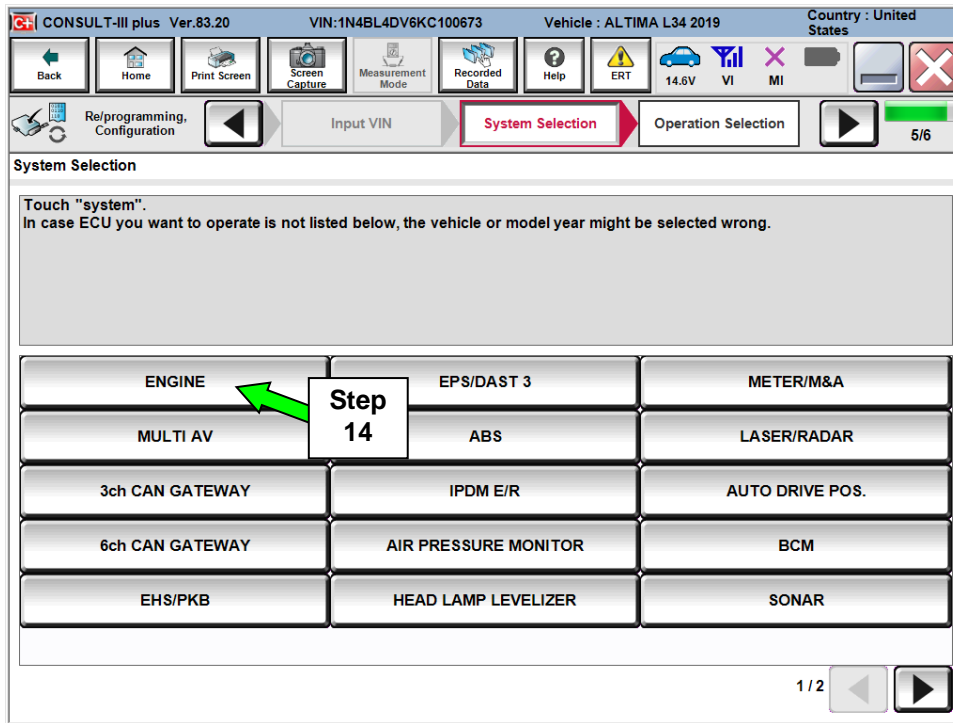 C+ CONSULT-III plus Ver.83.20 VIN:1N4BL4DV6KC100673 Vehicle : ALTIMA L34 2019 Country : United
States
Back Home Print Screen Screen
Capture Measurement
Mode Recorded
Data Help ERT 14.6V VI MI
Re/programming,
Configuration Input VIN System Selection Operation Selection 5/6
System Selection
Touch "system".
In case ECU you want to operate is not listed below, the vehicle or model year might be selected wrong.
ENGINE EPS/DAST 3 METER/M&A
Step
14
MULTI AV ABS LASER/RADAR
3ch CAN GATEWAY IPDM E/R AUTO DRIVE POS.
6ch CAN GATEWAY AIR PRESSURE MONITOR BCM
EHS/PKB HEAD LAMP LEVELIZER SONAR
1 / 2